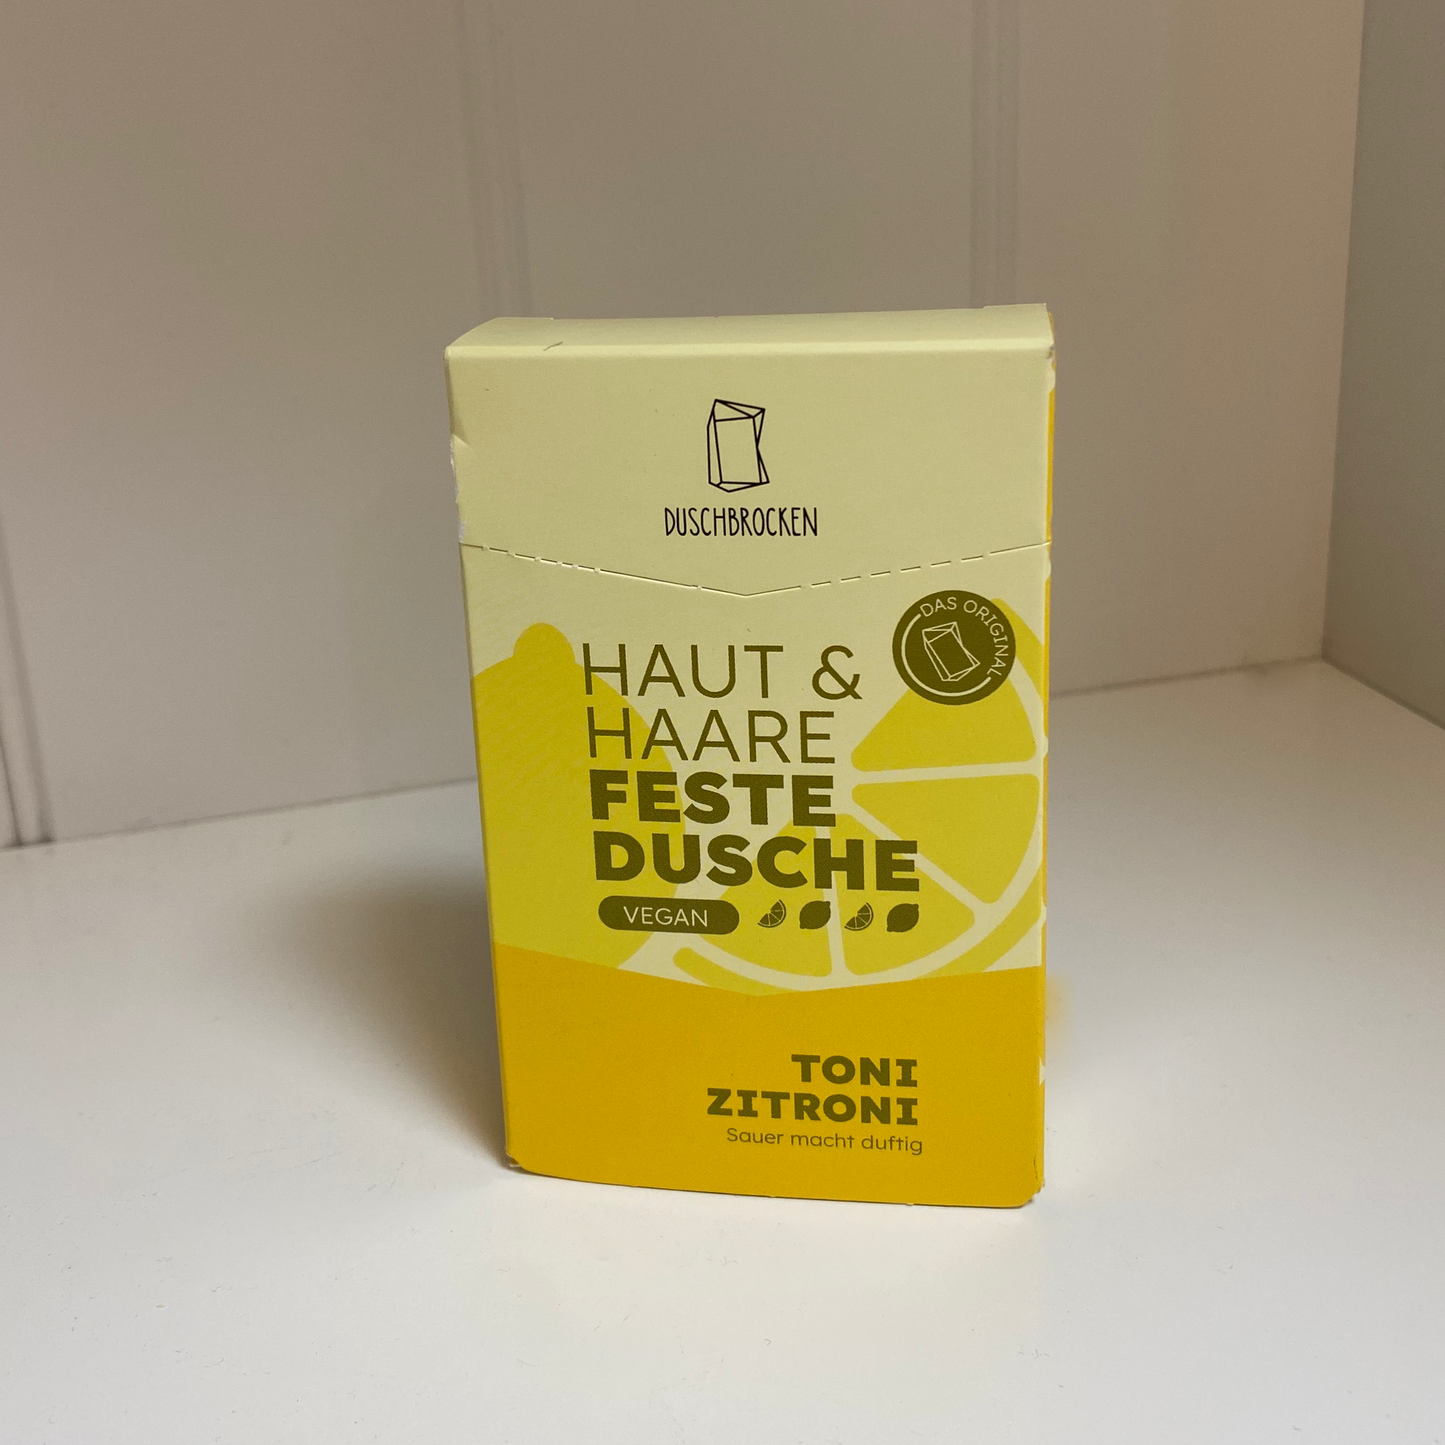 DUSCHBROCKEN
DAS ORIGINAL
HAUT &
HAARE
FESTE
DUSCHE
VEGAN
TONI
ZITRONI
Sauer macht duftig